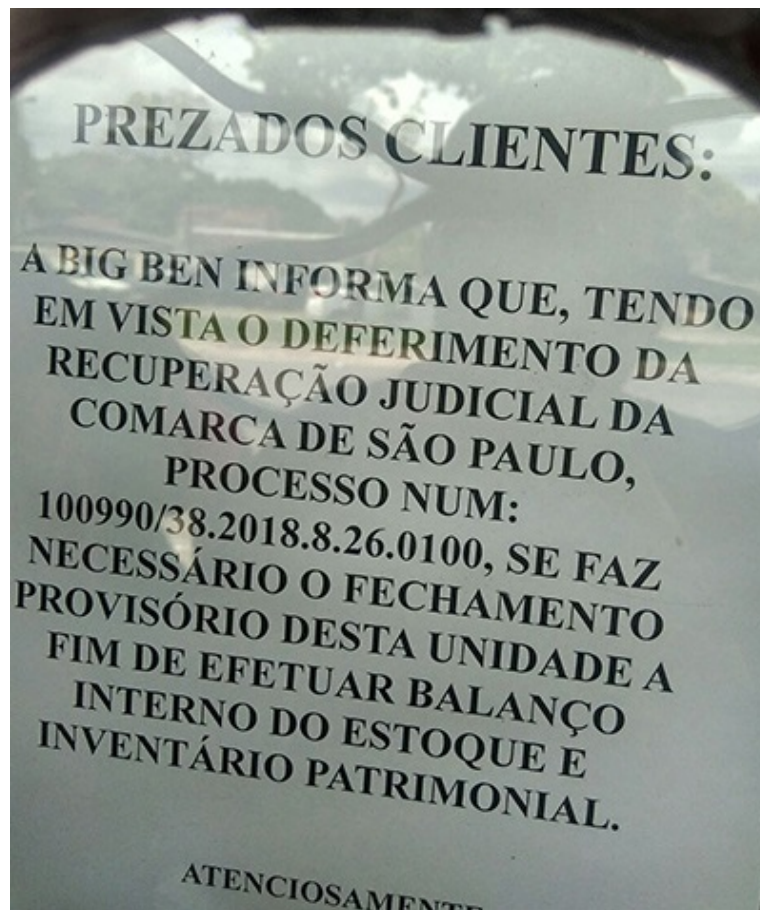 PREZADOS CLIENTES:
A BIG BEN INFORMA QUE, TENDO
EM VISTA O DEFERIMENTO DA
RECUPERAÇÃO JUDICIAL DA
COMARCA DE SÃO PAULO,
PROCESSO NUM:
100990/38.2018.8.26.0100, SE FAZ
NECESSÁRIO O FECHAMENTO
PROVISÓRIO DESTA UNIDADE A
FIM DE EFETUAR BALANÇO
INTERNO DO ESTOQUE E
INVENTÁRIO PATRIMONIAL.
ATENCIOSAMENTE